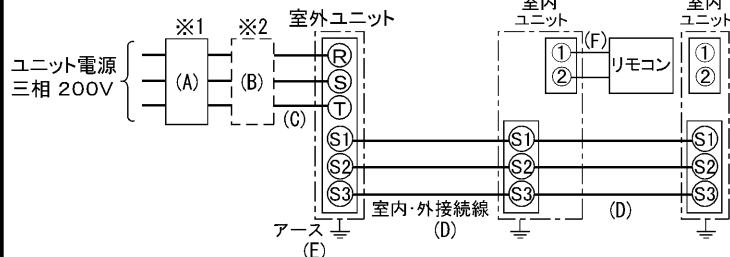 ※1
※2
室外ユニット
室内
ユニット
室内
ユニット
ユニット電源
三相 200V
(A)
(B)
(C)
R
S
T
①
②
(F)
リモコン
①
②
S1
S2
S3
S1
S2
S3
S1
S2
S3
室内・外接続線
(D)
(D)
アース
(E)